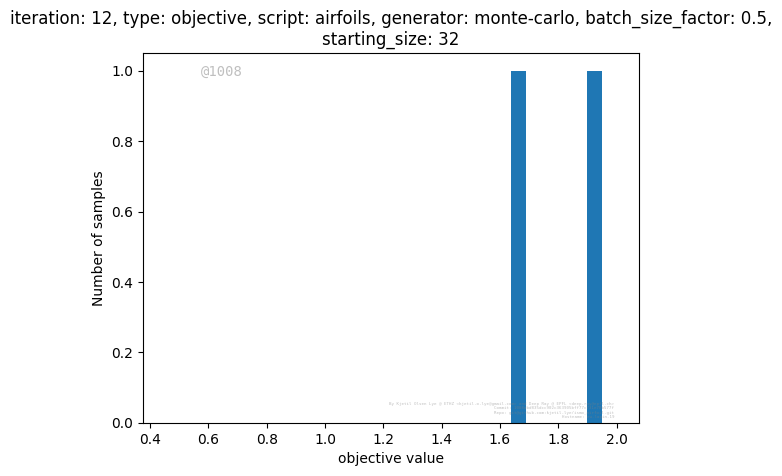 iteration: 12, type: objective, script: airfoils, generator: monte-carlo, batch_size_factor: 0.5,
starting_size: 32
@1008
1.0
0.8
0.6
0.4
0.2
0.0
Number of samples
0.4 0.6 0.8 1.0 1.2 1.4 1.6 1.8 2.0
objective value